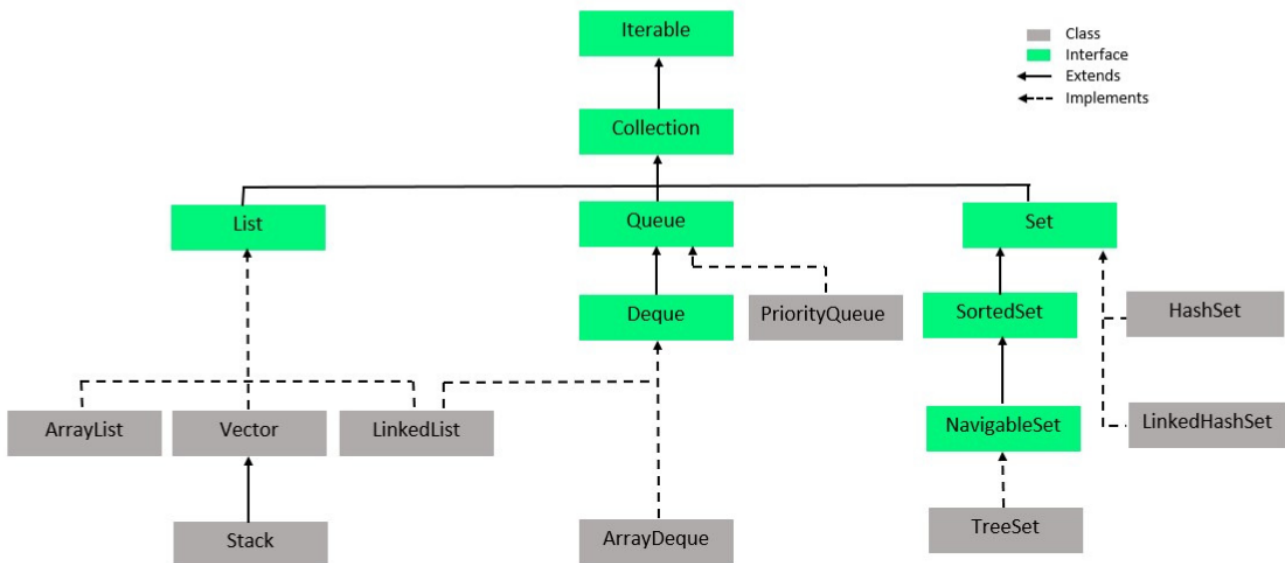 Iterable
Class
Interface
Extends
Implements
Collection
List
Queue
Set
Deque
PriorityQueue
SortedSet
HashSet
ArrayList
Vector
LinkedList
NavigableSet
LinkedHashSet
Stack
ArrayDeque
TreeSet